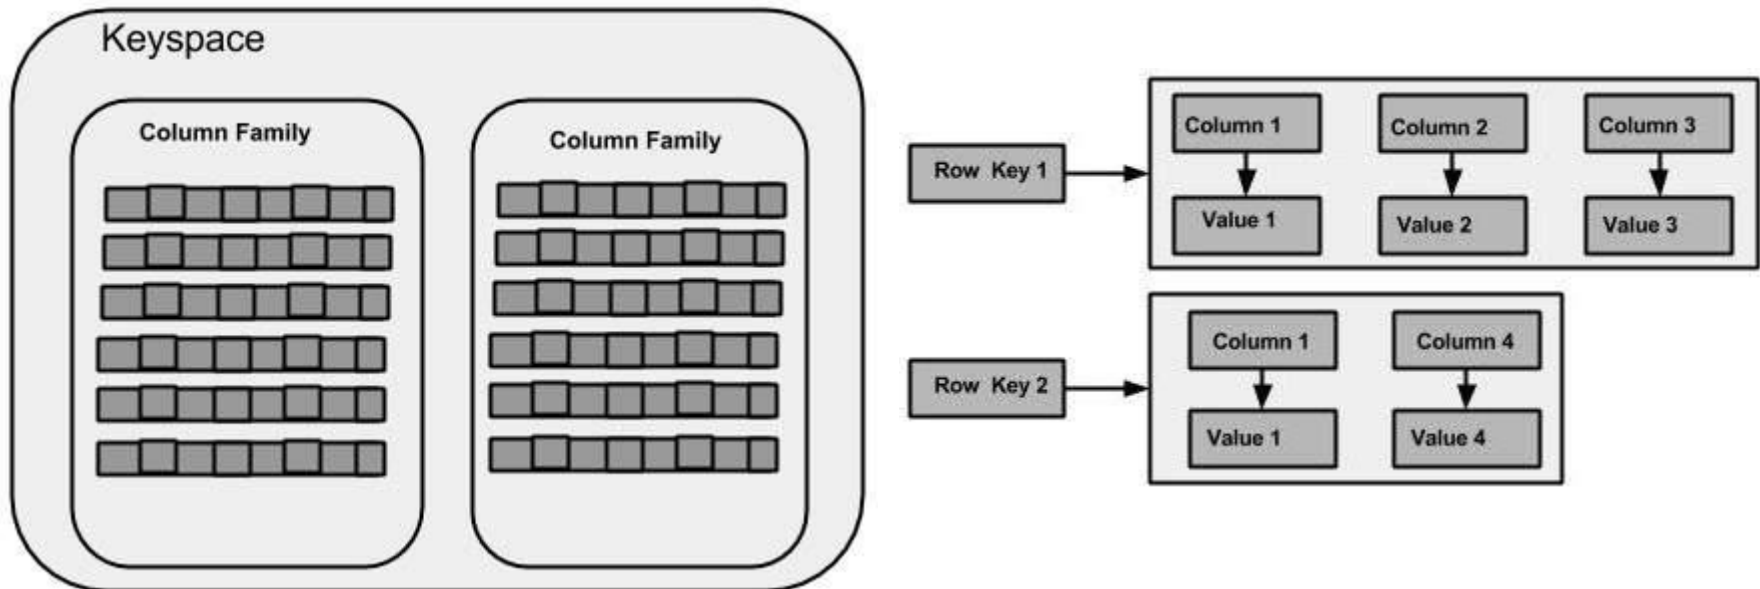 Keyspace
Column Family
Column Family
Row Key 1
Column 1
Column 2
Column 3
Value 1
Value 2
Value 3
Row Key 2
Column 1
Column 4
Value 1
Value 4